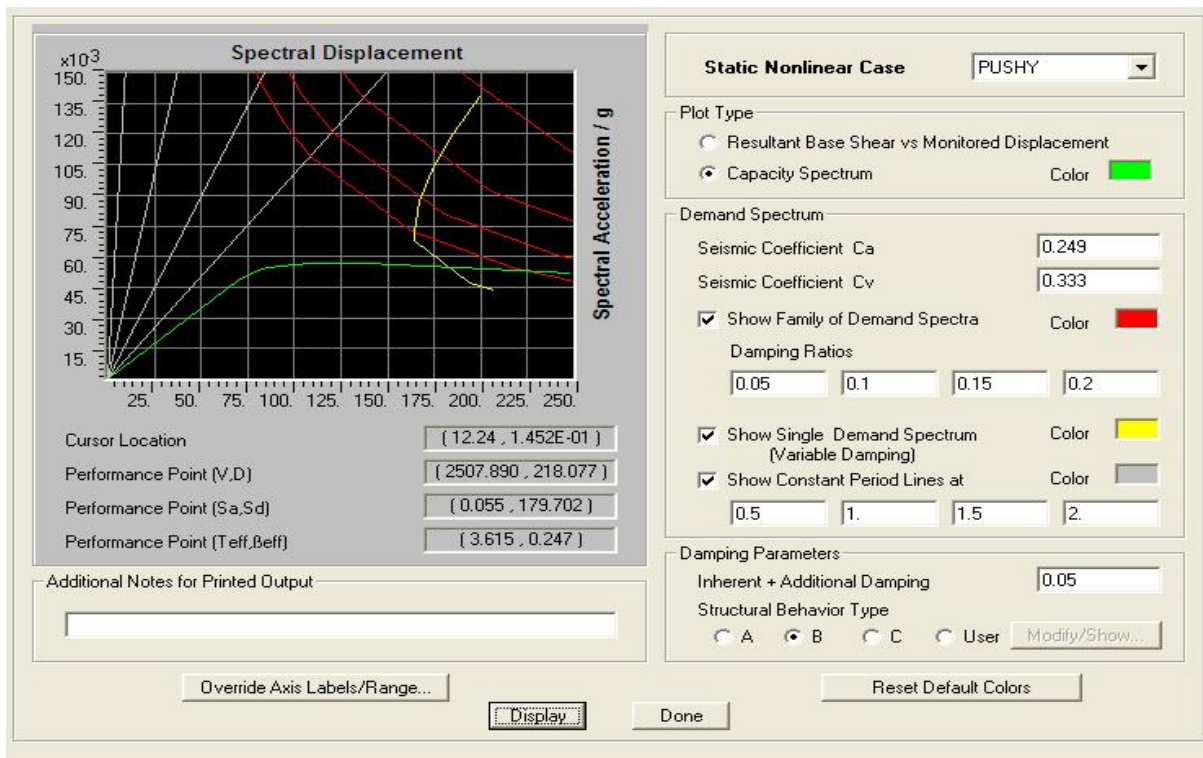 Spectral Displacement
x10-3
150.
135.
120.
105.
90.
75.
60.
45.
30.
15.
25. 50. 75. 100. 125. 150. 175. 200. 225. 250.
Spectral Acceleration / g
Cursor Location ( 12.24 , 1.452E-01 )
Performance Point (V,D) ( 2507.890 , 218.077 )
Performance Point (Sa,Sd) ( 0.055 , 179.702 )
Performance Point (Teff,ßeff) ( 3.615 , 0.247 )
Additional Notes for Printed Output
Static Nonlinear Case PUSHY
Plot Type
Resultant Base Shear vs Monitored Displacement
Capacity Spectrum Color
Demand Spectrum
Seismic Coefficient Ca 0.249
Seismic Coefficient Cv 0.333
Show Family of Demand Spectra Color
Damping Ratios
0.05 0.1 0.15 0.2
Show Single Demand Spectrum Color
(Variable Damping)
Show Constant Period Lines at Color
0.5 1. 1.5 2.
Damping Parameters
Inherent + Additional Damping 0.05
Structural Behavior Type
A B C User Modify/Show...
Override Axis Labels/Range... Reset Default Colors
Display Done